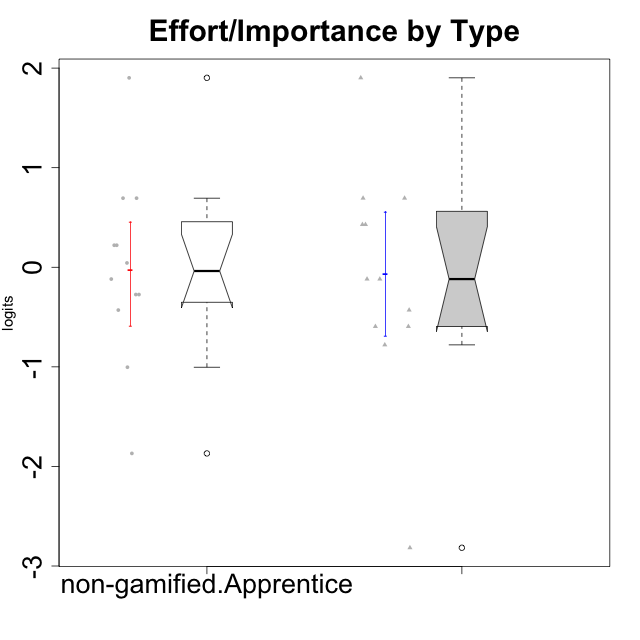 Effort/Importance by Type
2
1
0
-1
-2
-3
logits
non-gamified.Apprentice